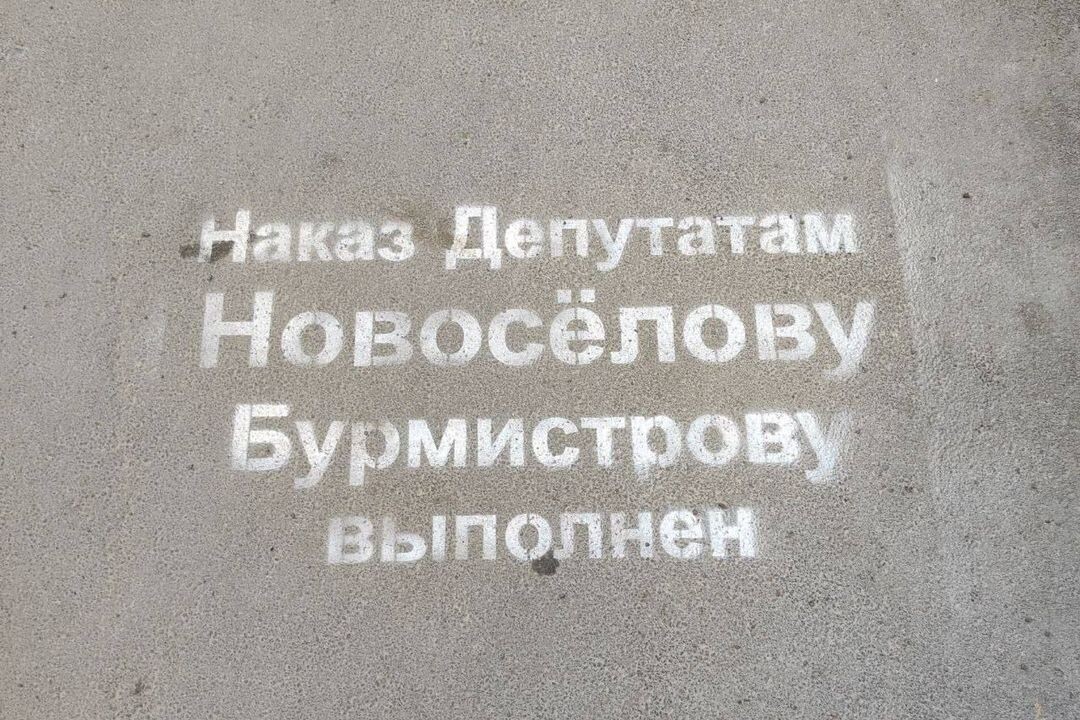 Наказ Депутатам
Новосёлову
Бурмистрову
выполнен